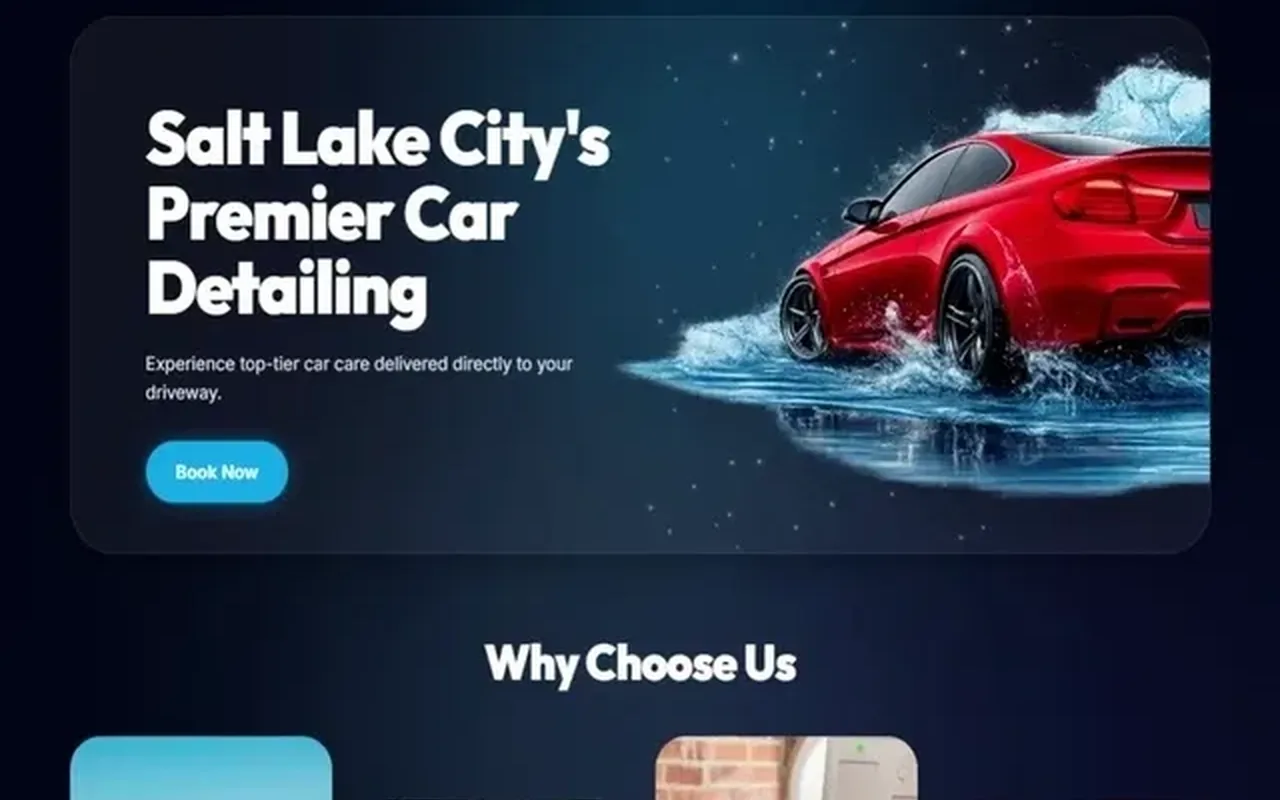 Salt Lake City's
Premier Car
Detailing
Experience top-tier car care delivered directly to your
driveway.
Book Now
Why Choose Us